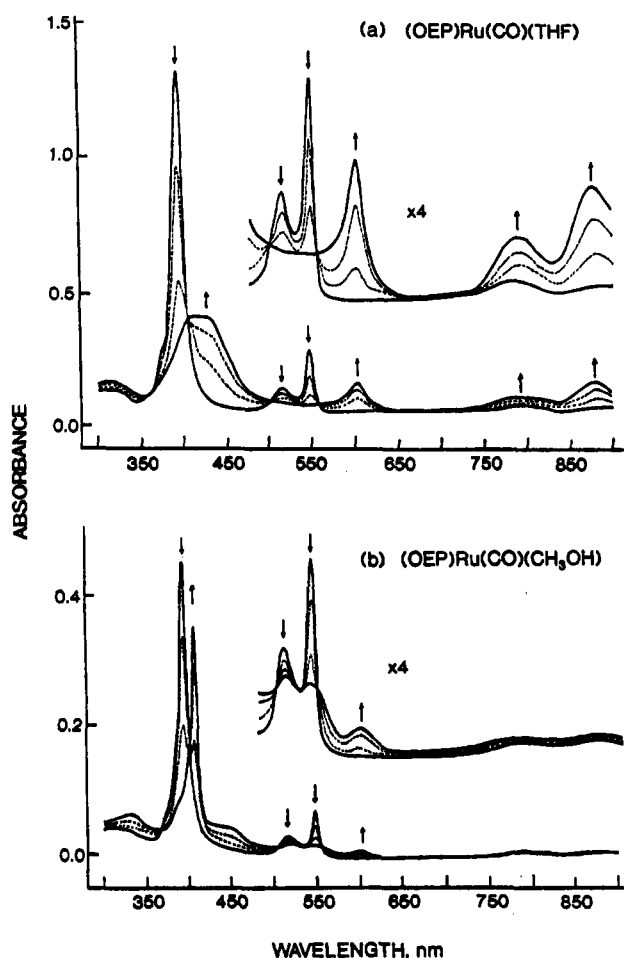 1.5
(a) (OEP)Ru(CO)(THF)
1.0
x4
0.5
0.0
350 450 550 650 750 850
ABSORBANCE
(b) (OEP)Ru(CO)(CH₃OH)
0.4
x4
0.2
0.0
350 450 550 650 750 850
WAVELENGTH, nm